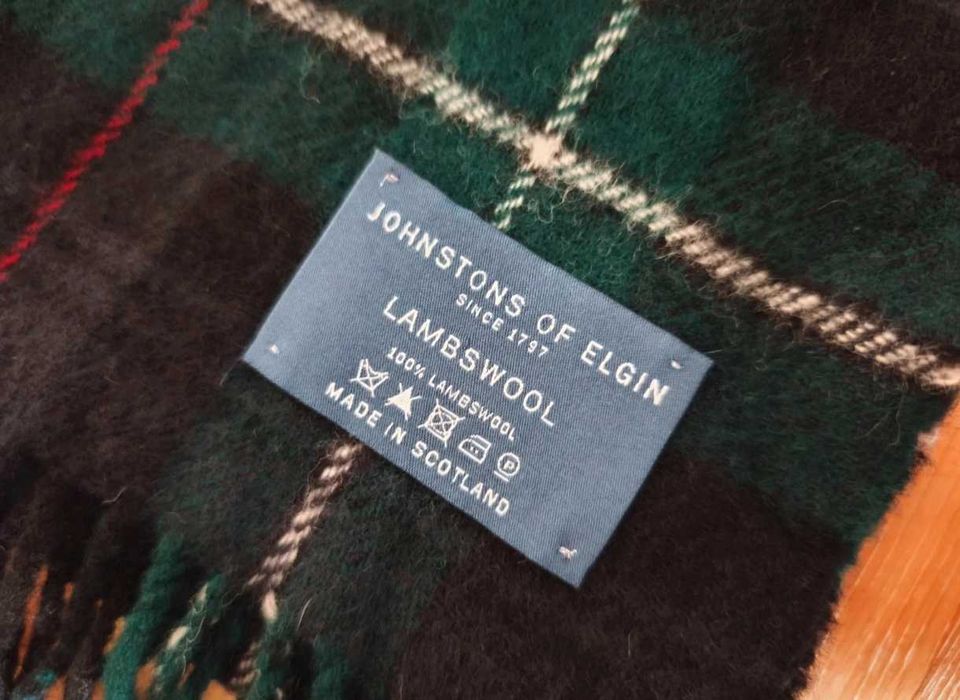 JOHNSTONS OF ELGIN
SINCE 1797
LAMBSWOOL
100% LAMBSWOOL
P
MADE IN SCOTLAND